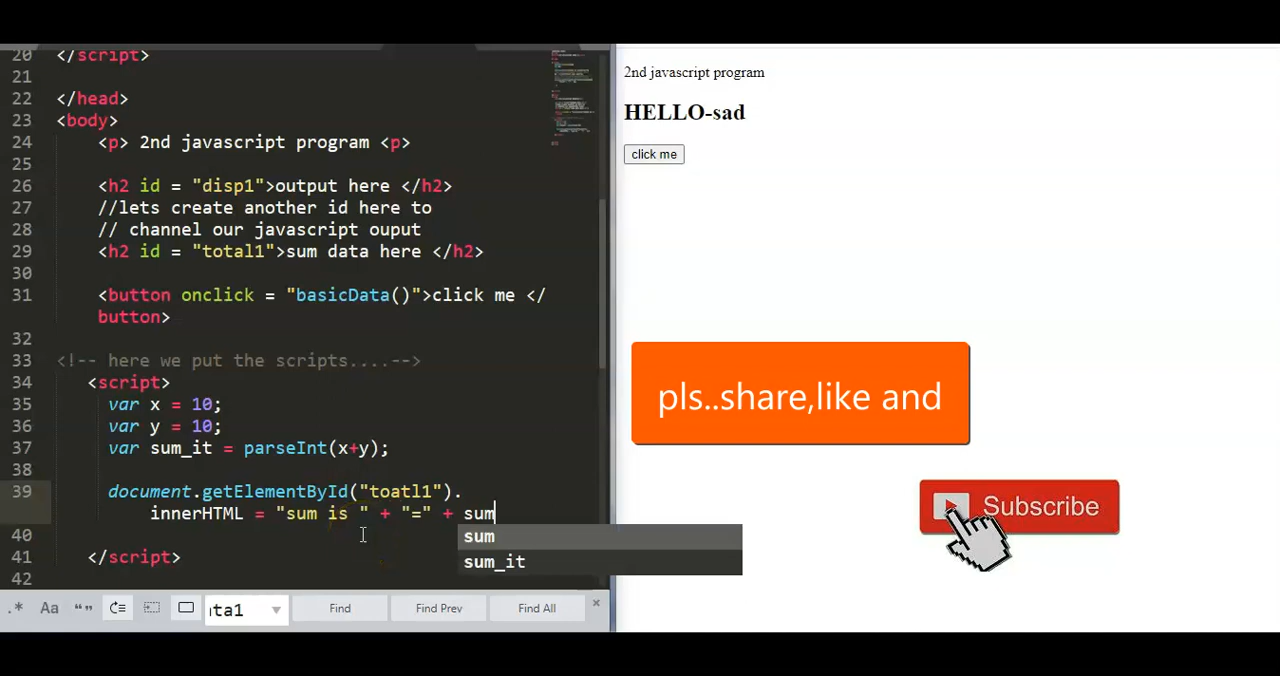 20 </script>
21
22 </head>
23 <body>
24 <p> 2nd javascript program <p>
25
26 <h2 id = "disp1">output here </h2>
27 //lets create another id here to
28 // channel our javascript ouput
29 <h2 id = "total1">sum data here </h2>
30
31 <button onclick = "basicData()">click me </
button>
32
33 <!-- here we put the scripts....-->
34 <script>
35 var x = 10;
36 var y = 10;
37 var sum_it = parseInt(x+y);
38
39 document.getElementById("toatl1").
innerHTML = "sum is " + "=" + sum
sum
40
sum_it
41 </script>
42
.* Aa “”
Find
Find Prev
Find All
×
2nd javascript program
HELLO-sad
click me
pls..share,like and
Subscribe